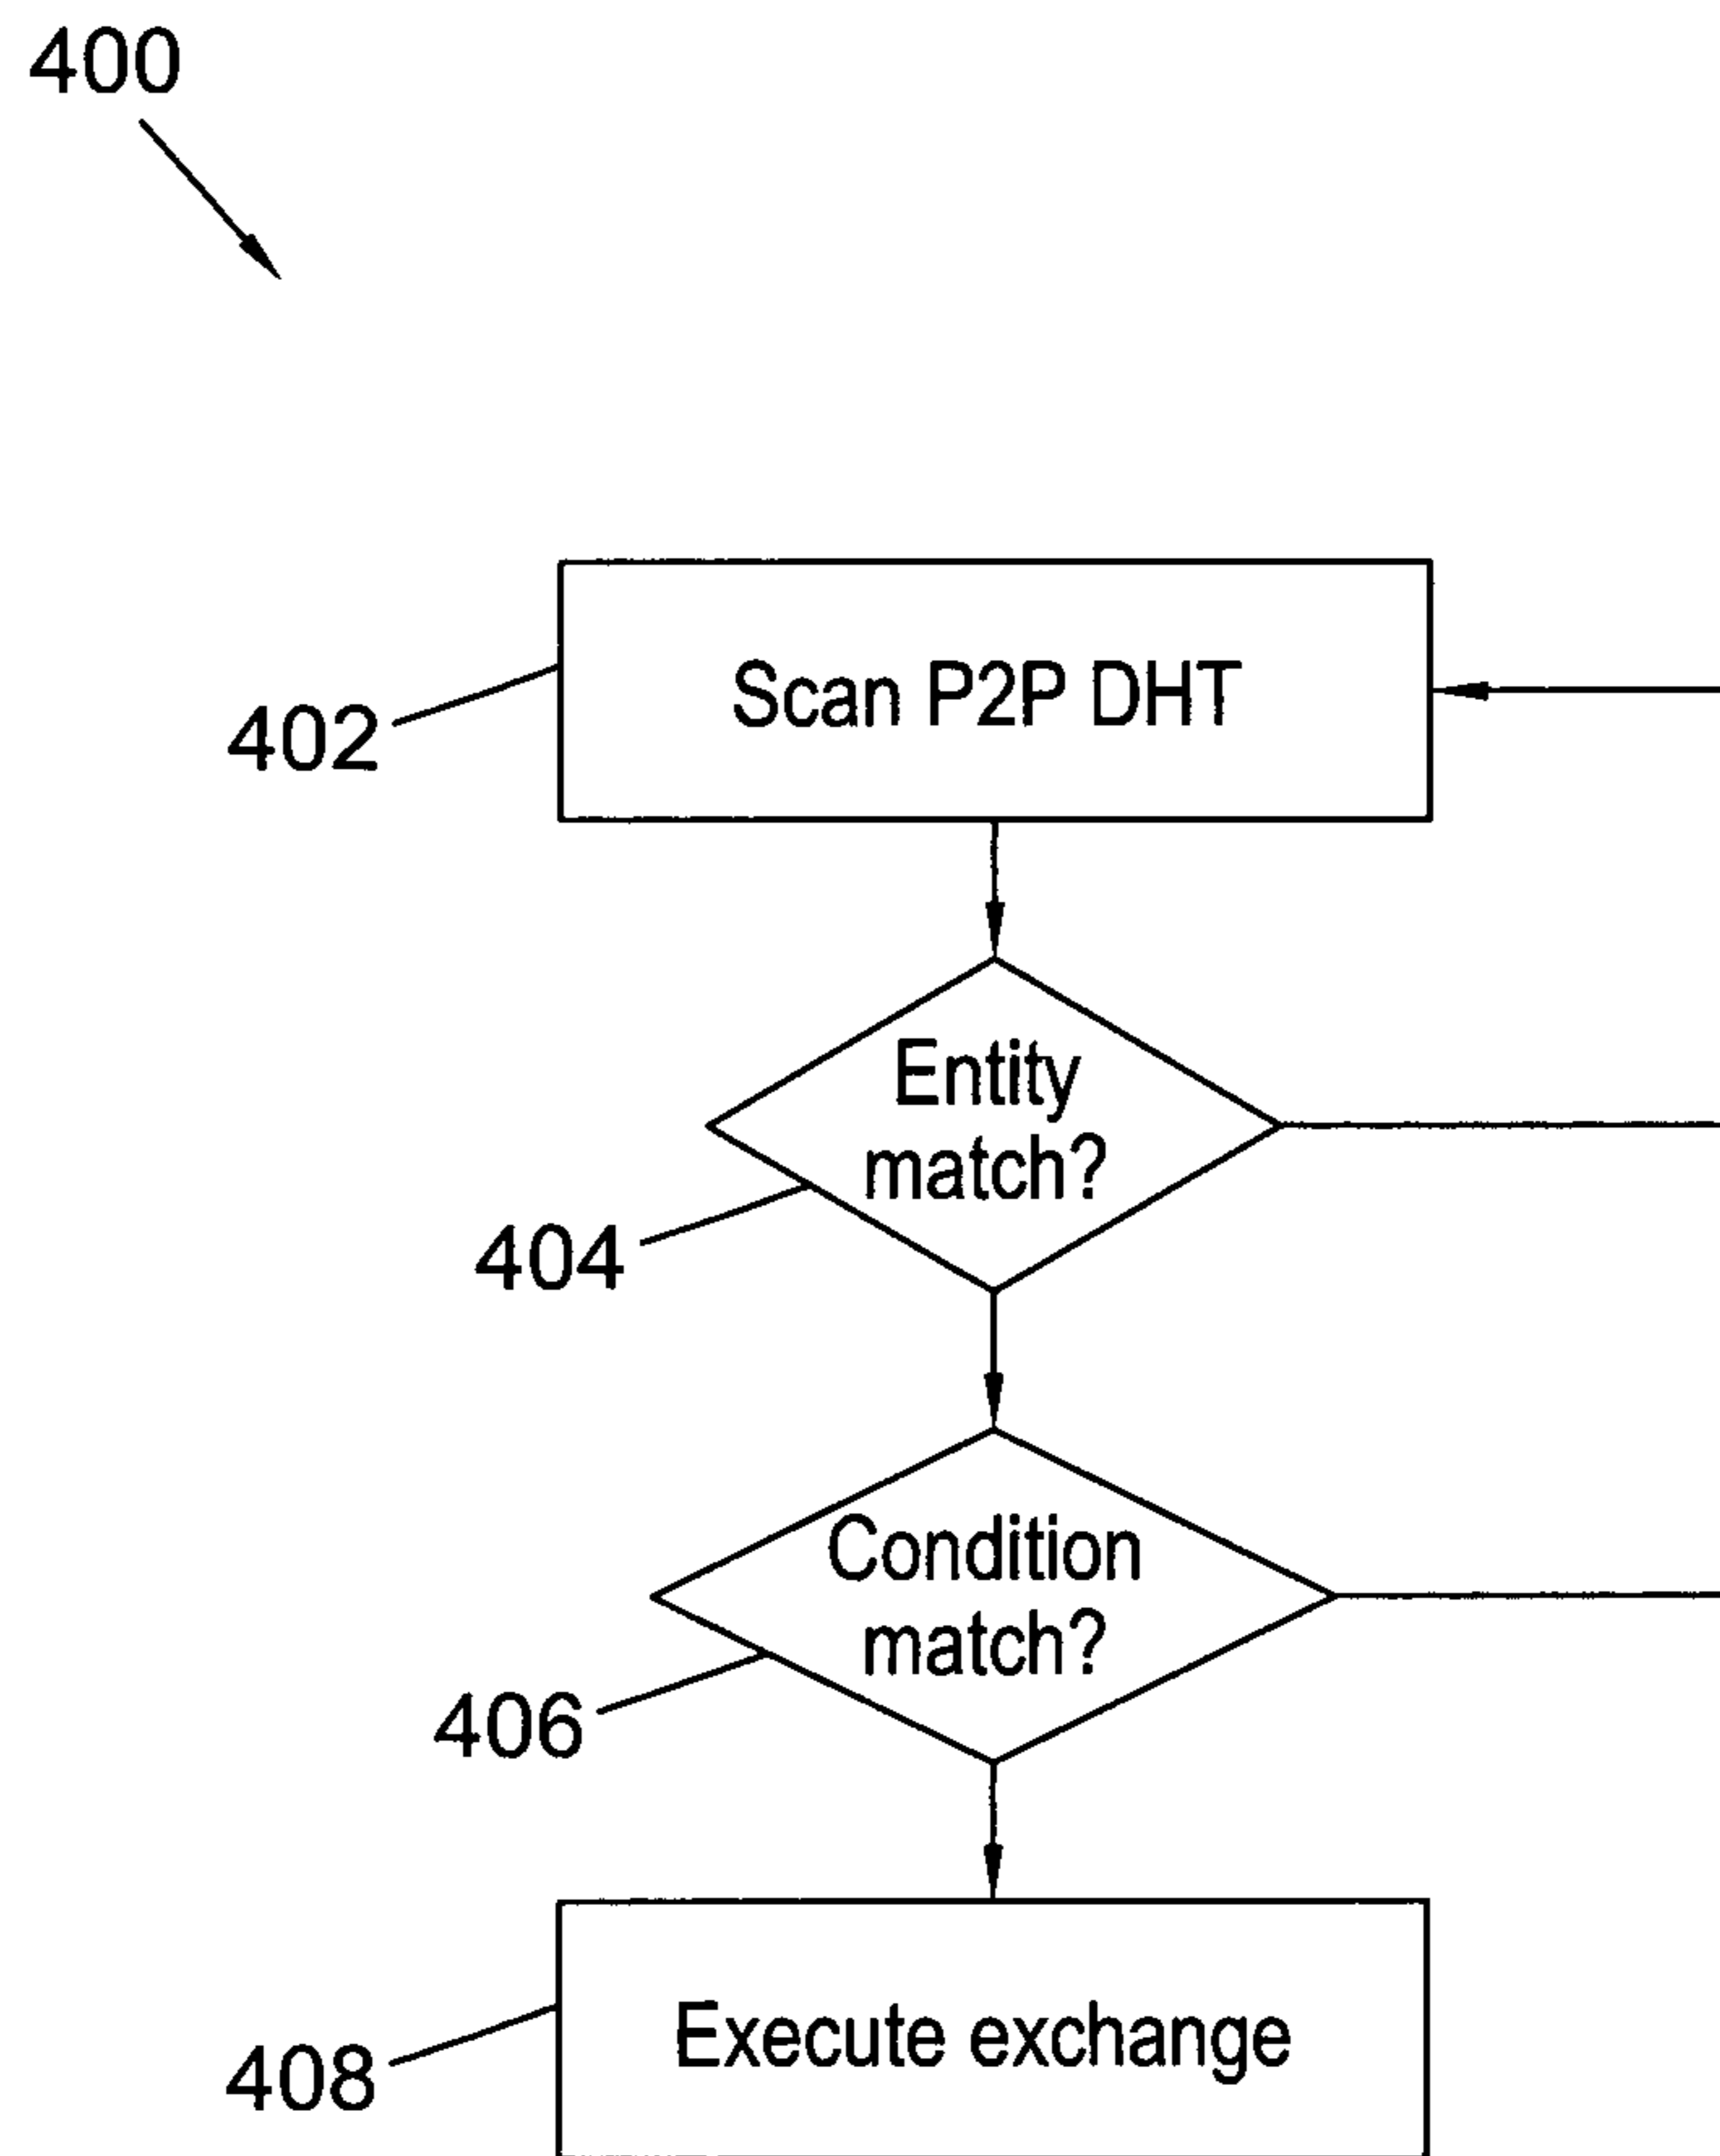 400
Scan P2P DHT
402
Entity
match?
404
Condition
match?
406
Execute exchange
408